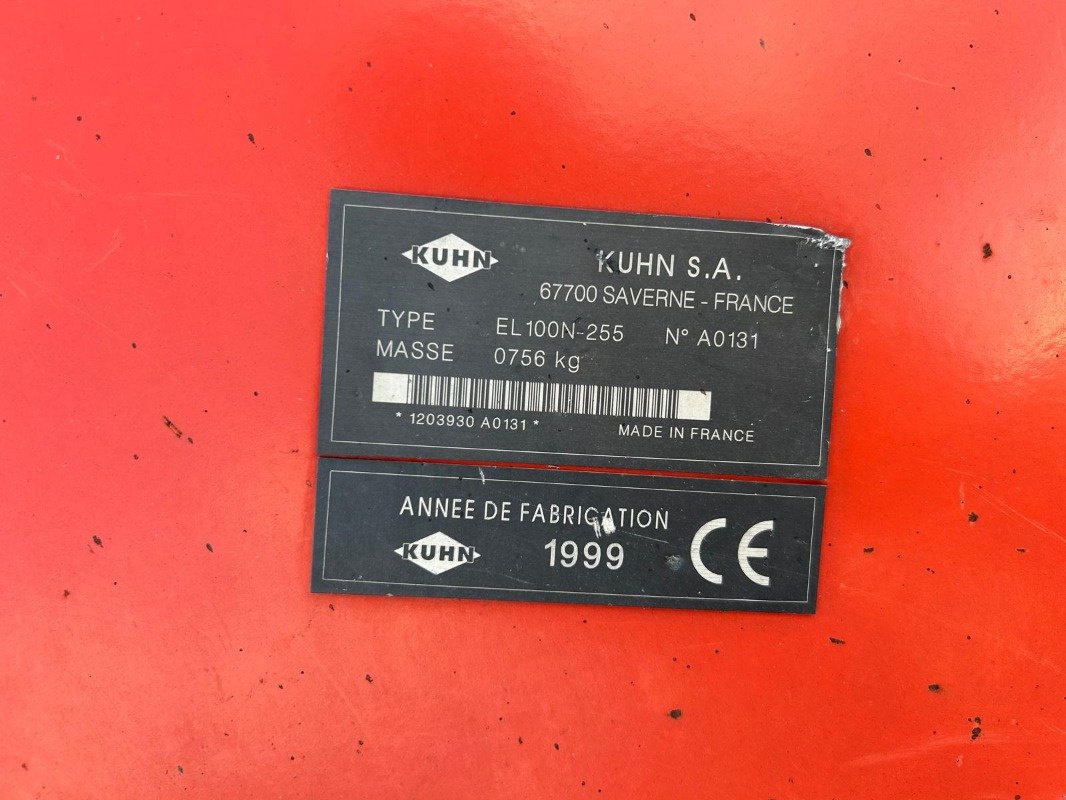 KUHN
KUHN S.A.
67700 SAVERNE - FRANCE
TYPE EL100N-255 N° A0131
MASSE 0756 kg
* 1203930 A0131 *
MADE IN FRANCE
ANNEE DE FABRICATION
KUHN 1999 CE